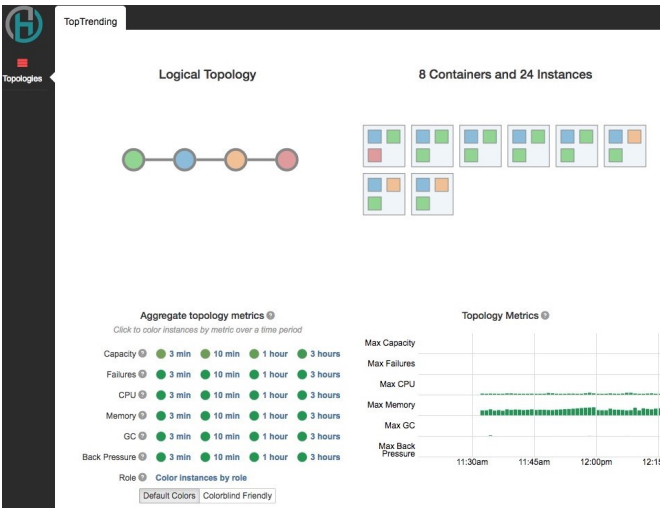 TopTrending
Topologies
Logical Topology
8 Containers and 24 Instances
Aggregate topology metrics ?
Click to color instances by metric over a time period
Capacity ? 3 min 10 min 1 hour 3 hours
Failures ? 3 min 10 min 1 hour 3 hours
CPU ? 3 min 10 min 1 hour 3 hours
Memory ? 3 min 10 min 1 hour 3 hours
GC ? 3 min 10 min 1 hour 3 hours
Back Pressure ? 3 min 10 min 1 hour 3 hours
Role ? Color instances by role
Default Colors Colorblind Friendly
Topology Metrics ?
Max Capacity
Max Failures
Max CPU
Max Memory
Max GC
Max Back
Pressure
11:30am 11:45am 12:00pm 12:15